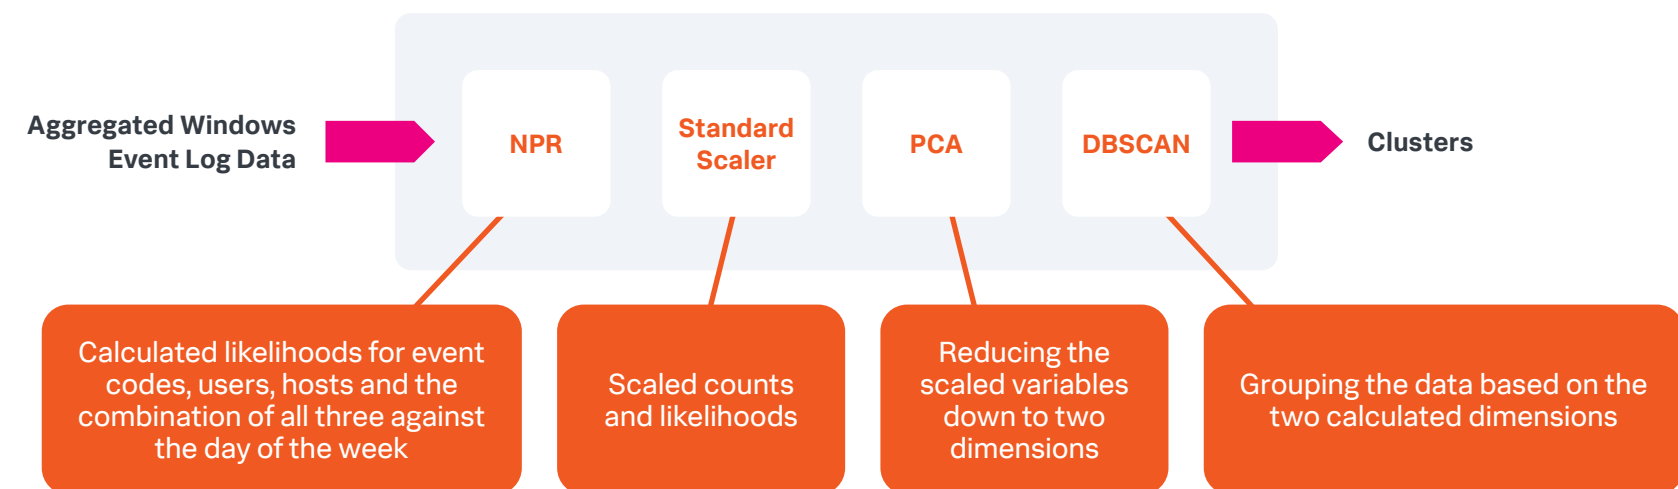 Aggregated Windows
Event Log Data
NPR
Standard
Scaler
PCA
DBSCAN
Clusters
Calculated likelihoods for event
codes, users, hosts and the
combination of all three against
the day of the week
Scaled counts
and likelihoods
Reducing the
scaled variables
down to two
dimensions
Grouping the data based on the
two calculated dimensions